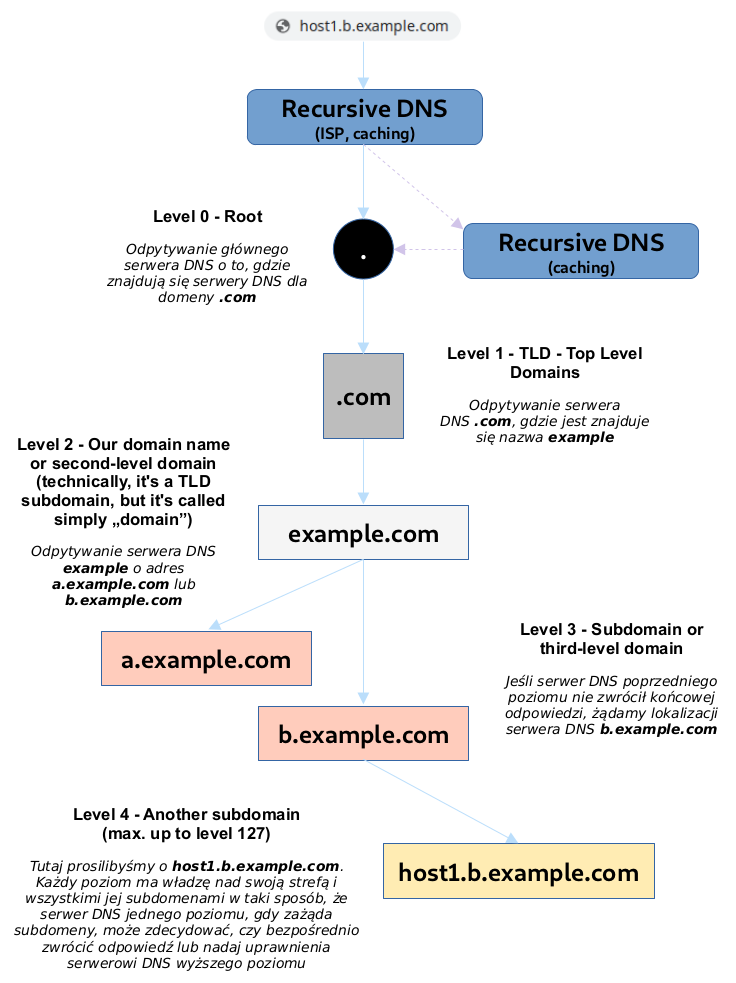 host1.b.example.com
Recursive DNS
(ISP, caching)
Level 0 - Root
Odpytywanie głównego
serwera DNS o to, gdzie
znajdują się serwery DNS dla
domeny .com
.
Recursive DNS
(caching)
.com
Level 1 - TLD - Top Level
Domains
Odpytywanie serwera
DNS .com, gdzie jest znajduje
się nazwa example
Level 2 - Our domain name
or second-level domain
(technically, it's a TLD
subdomain, but it's called
simply „domain”)
Odpytywanie serwera DNS
example o adres
a.example.com lub
b.example.com
example.com
a.example.com
Level 3 - Subdomain or
third-level domain
Jeśli serwer DNS poprzedniego
poziomu nie zwrócił końcowej
odpowiedzi, żądamy lokalizacji
serwera DNS b.example.com
b.example.com
Level 4 - Another subdomain
(max. up to level 127)
Tutaj prosilibyśmy o host1.b.example.com.
Każdy poziom ma władzę nad swoją strefą i
wszystkimi jej subdomenami w taki sposób, że
serwer DNS jednego poziomu, gdy zażąda
subdomeny, może zdecydować, czy bezpośrednio
zwrócić odpowiedź lub nadaj uprawnienia
serwerowi DNS wyższego poziomu
host1.b.example.com